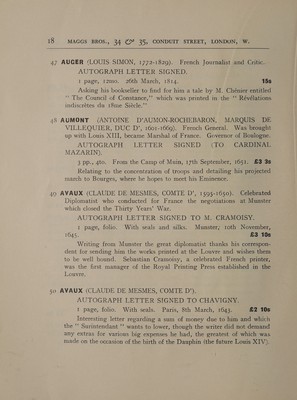 18 MAGGS BROS., 34 & 35, CONDUIT STREET, LONDON, W.
47 AUGER (LOUIS SIMON, 1772-1829). French Journalist and Critic.
AUTOGRAPH LETTER SIGNED.
1 page, 12mo. 26th March, 1814. 15s
Asking his bookseller to find for him a tale by M. Chénier entitled
" The Council of Constance," which was printed in the " Révélations
indiscrètes du 18me Siècle."
48 AUMONT (ANTOINE D'AUMON-ROCHEBARON, MARQUIS DE
VILLEQUIER, DUC D', 1601-1669). French General. Was brought
up with Louis XIII, became Marshal of France. Governor of Boulogne.
AUTOGRAPH LETTER SIGNED (TO CARDINAL
MAZARIN).
3 pp., 4to. From the Camp of Muin, 17th September, 1651. £3 3s
Relating to the concentration of troops and detailing his projected
march to Bourges, where he hopes to meet his Eminence.
49 AVAUX (CLAUDE DE MESMES, COMTE D', 1595-1650). Celebrated
Diplomatist who conducted for France the negotiations at Munster
which closed the Thirty Years' War.
AUTOGRAPH LETTER SIGNED TO M. CRAMOISY.
1 page, folio. With seals and silks. Munster, 10th November,
1645. £3 10s
Writing from Munster the great diplomatist thanks his correspon-
dent for sending him the works printed at the Louvre and wishes them
to be well bound. Sebastian Cramoisy, a celebrated French printer,
was the first manager of the Royal Printing Press established in the
Louvre.
50 AVAUX (CLAUDE DE MESMES, COMTE D').
AUTOGRAPH LETTER SIGNED TO CHAVIGNY.
1 page, folio. With seals. Paris, 8th March, 1643. £2 10s
Interesting letter regarding a sum of money due to him and which
the " Surintendant " wants to lower, though the writer did not demand
any extras for various big expenses he had, the greatest of which was
made on the occasion of the birth of the Dauphin (the future Louis XIV).